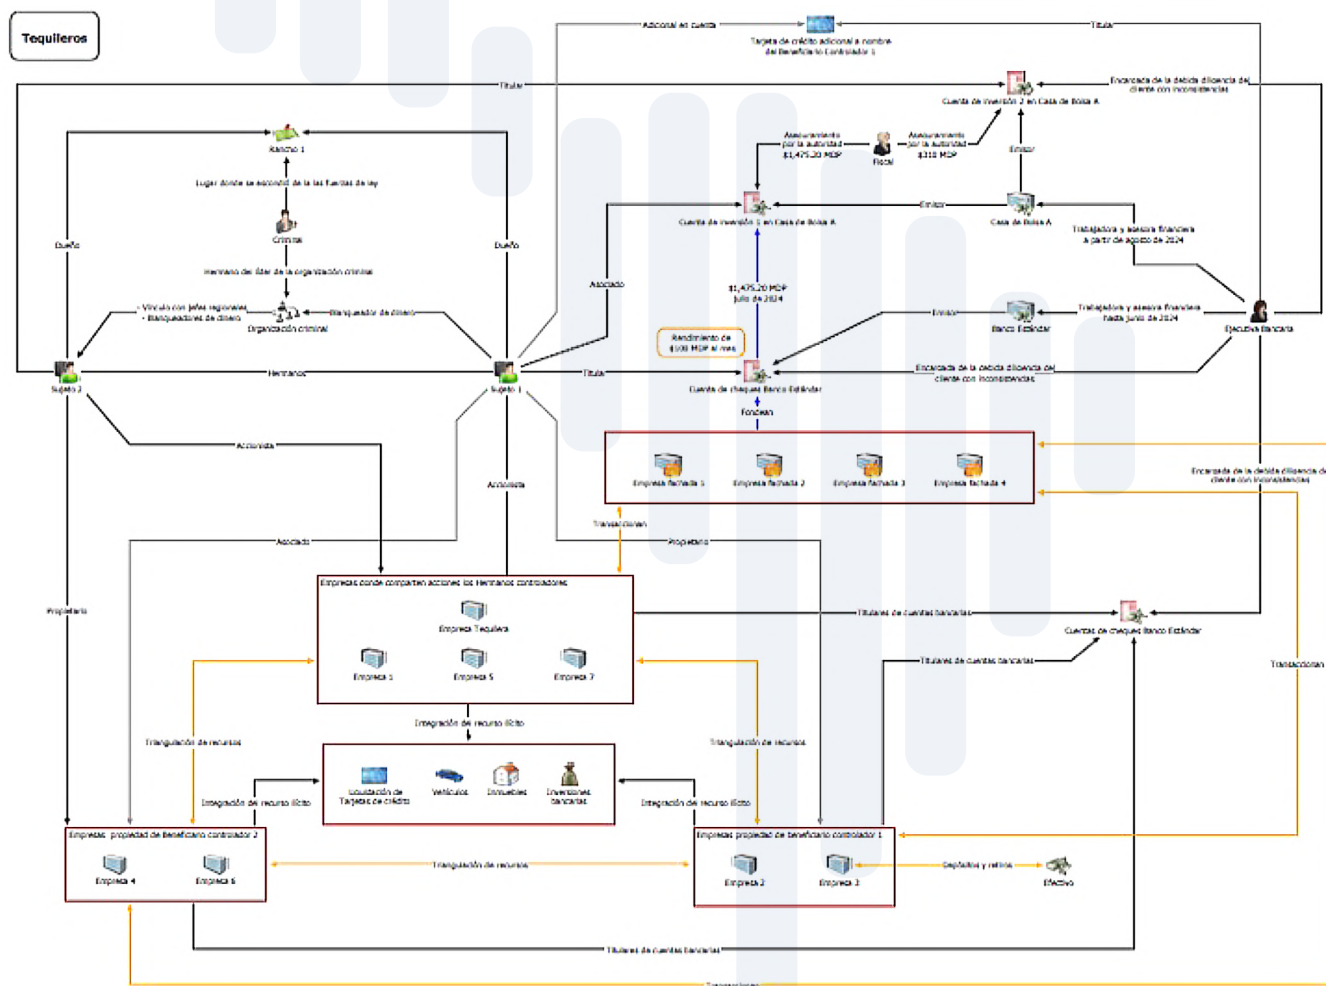 Tequileros
Adicional en cuenta
Titular
Tarjeta de crédito adicional a nombre
del Beneficiario Controlador 1
Titular
Encargada de la debida diligencia del
cliente con inconsistencias
Cuenta de inversión 2 en Casa de Bolsa A
Rancho 1
Aseguramiento
por la autoridad
$1,475.20 MDP
Fiscal
Aseguramiento
por la autoridad
$310 MDP
Emisor
Lugar donde se escondió de la las fuerzas de ley
Cuenta de inversión 1 en Casa de Bolsa A
Emisor
Casa de Bolsa A
Trabajadora y asesora financiera
a partir de agosto de 2024
Criminal
Dueño
Dueño
Hermano del líder de la organización criminal
Asociado
$1,475.20 MDP
Julio de 2024
- Vínculo con jefes regionales
- Blanqueadores de dinero
Blanqueador de dinero
Organización criminal
Emisor
Banco Estándar
Trabajadora y asesora financiera
hasta junio de 2024
Ejecutiva Bancaria
Rendimiento de
$100 MDP al mes
Sujeto 2
Hermanos
Sujeto 1
Titular
Cuenta de cheques Banco Estándar
Encargada de la debida diligencia del
cliente con inconsistencias
Fondean
Accionista
Accionista
Empresa fachada 1
Empresa fachada 2
Empresa fachada 3
Empresa fachada 4
Encargada de la debida diligencia de
cliente con inconsistencias
Transaccionan
Asociado
Propietario
Empresas donde comparten acciones los Hermanos controladores
Empresa Tequilera
Propietario
Titulares de cuentas bancarias
Cuentas de cheques Banco Estándar
Empresa 1
Empresa 5
Empresa 7
Titulares de cuentas bancarias
Transaccionan
Integración del recurso ilícito
Triangulación de recursos
Triangulación de recursos
Liquidación de
Tarjetas de crédito
Vehículos
Inmuebles
Inversiones
bancarias
Integración del recurso ilícito
Integración del recurso ilícito
Empresas propiedad de Beneficiario controlador 2
Empresa 4
Empresa 6
Triangulación de recursos
Empresas propiedad de beneficiario controlador 1
Empresa 2
Empresa 3
Depósitos y retiros
Efectivo
Titulares de cuentas bancarias